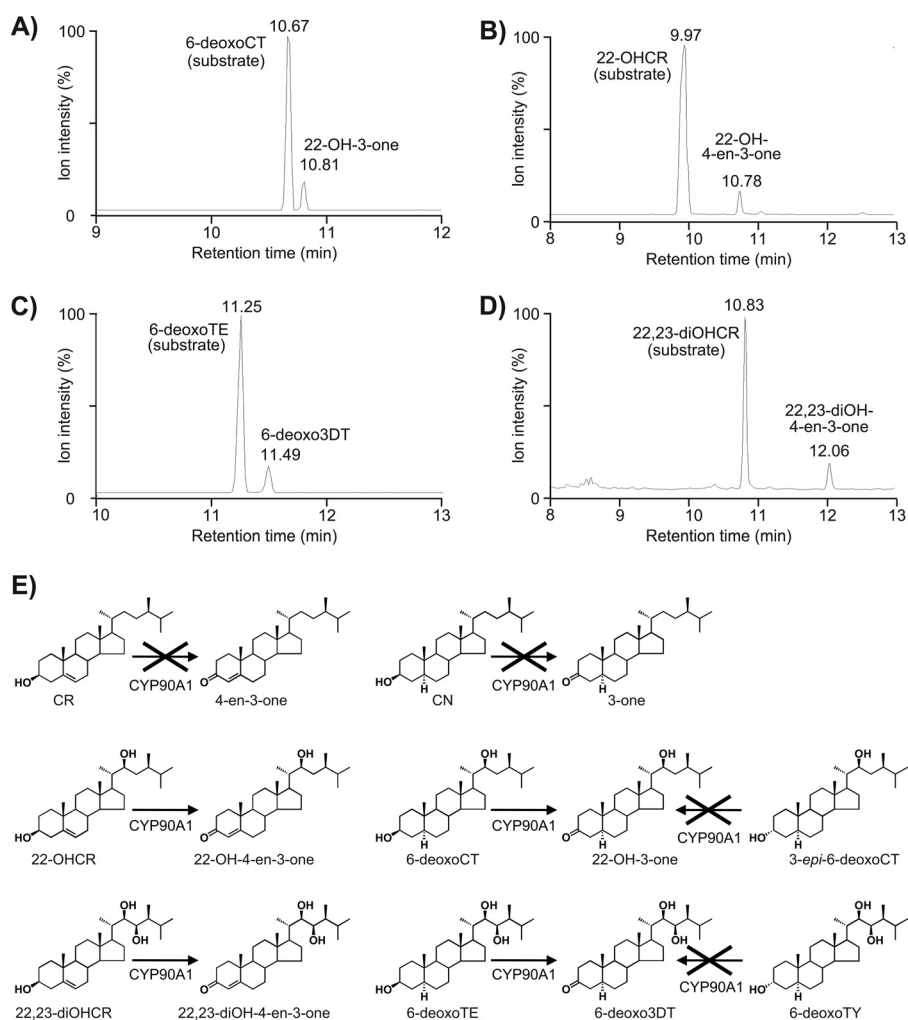 A)
Ion intensity (%)
100
0
6-deoxoCT
(substrate)
10.67
22-OH-3-one
10.81
9
10
11
12
Retention time (min)
B)
Ion intensity (%)
100
0
22-OHCR
(substrate)
9.97
22-OH-
4-en-3-one
10.78
8
9
10
11
12
13
Retention time (min)
C)
Ion intensity (%)
100
0
6-deoxoTE
(substrate)
11.25
6-deoxo3DT
11.49
10
11
12
13
Retention time (min)
D)
Ion intensity (%)
100
0
22,23-diOHCR
(substrate)
10.83
22,23-diOH-
4-en-3-one
12.06
8
9
10
11
12
13
Retention time (min)
E)
HO
CR
CYP90A1
O
4-en-3-one
HO
H
CN
CYP90A1
O
H
3-one
OH
HO
22-OHCR
CYP90A1
OH
O
22-OH-4-en-3-one
OH
HO
H
6-deoxoCT
CYP90A1
OH
O
H
22-OH-3-one
CYP90A1
OH
HO
H
3-epi-6-deoxoCT
OH
OH
HO
22,23-diOHCR
CYP90A1
OH
OH
O
22,23-diOH-4-en-3-one
OH
OH
HO
H
6-deoxoTE
CYP90A1
OH
OH
O
H
6-deoxo3DT
CYP90A1
OH
OH
HO
H
6-deoxoTY